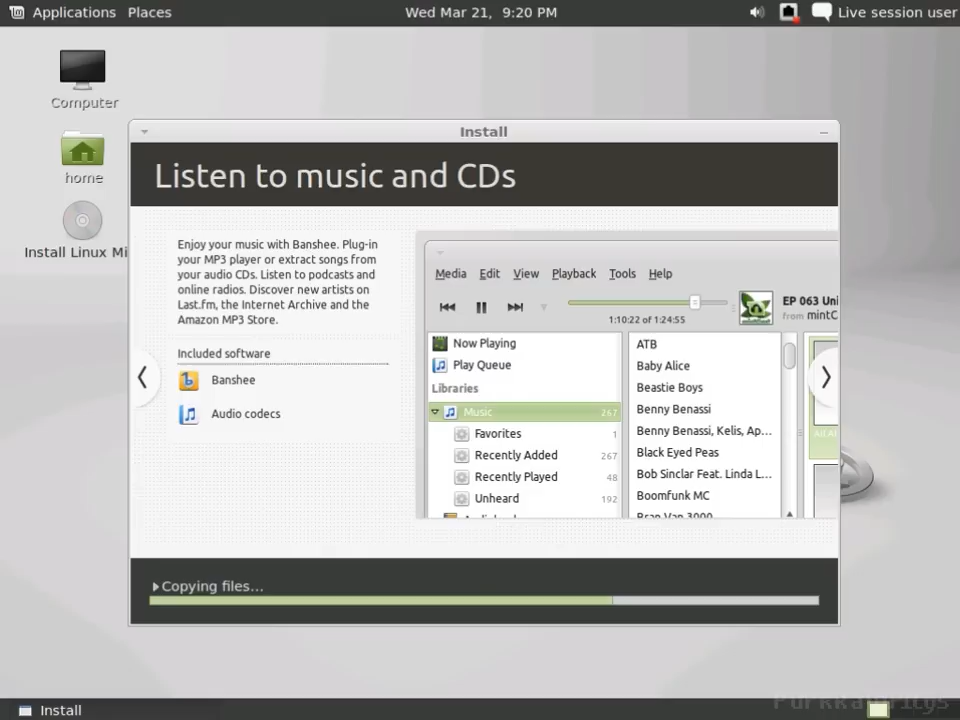 Applications Places Wed Mar 21, 9:20 PM Live session user
Computer
home
Install Linux Mi
Install
Listen to music and CDs
Enjoy your music with Banshee. Plug-in
your MP3 player or extract songs from
your audio CDs. Listen to podcasts and
online radios. Discover new artists on
Last.fm, the Internet Archive and the
Amazon MP3 Store.
Included software
Banshee
Audio codecs
Media Edit View Playback Tools Help
1:10:22 of 1:24:55
EP 063 Uni
from mintC
Now Playing
Play Queue
Libraries
Music 267
Favorites 1
Recently Added 267
Recently Played 48
Unheard 192
ATB
Baby Alice
Beastie Boys
Benny Benassi
Benny Benassi, Kelis, Ap...
Black Eyed Peas
Bob Sinclar Feat. Linda L...
Boomfunk MC
Bran Van 3000
Copying files...
Install